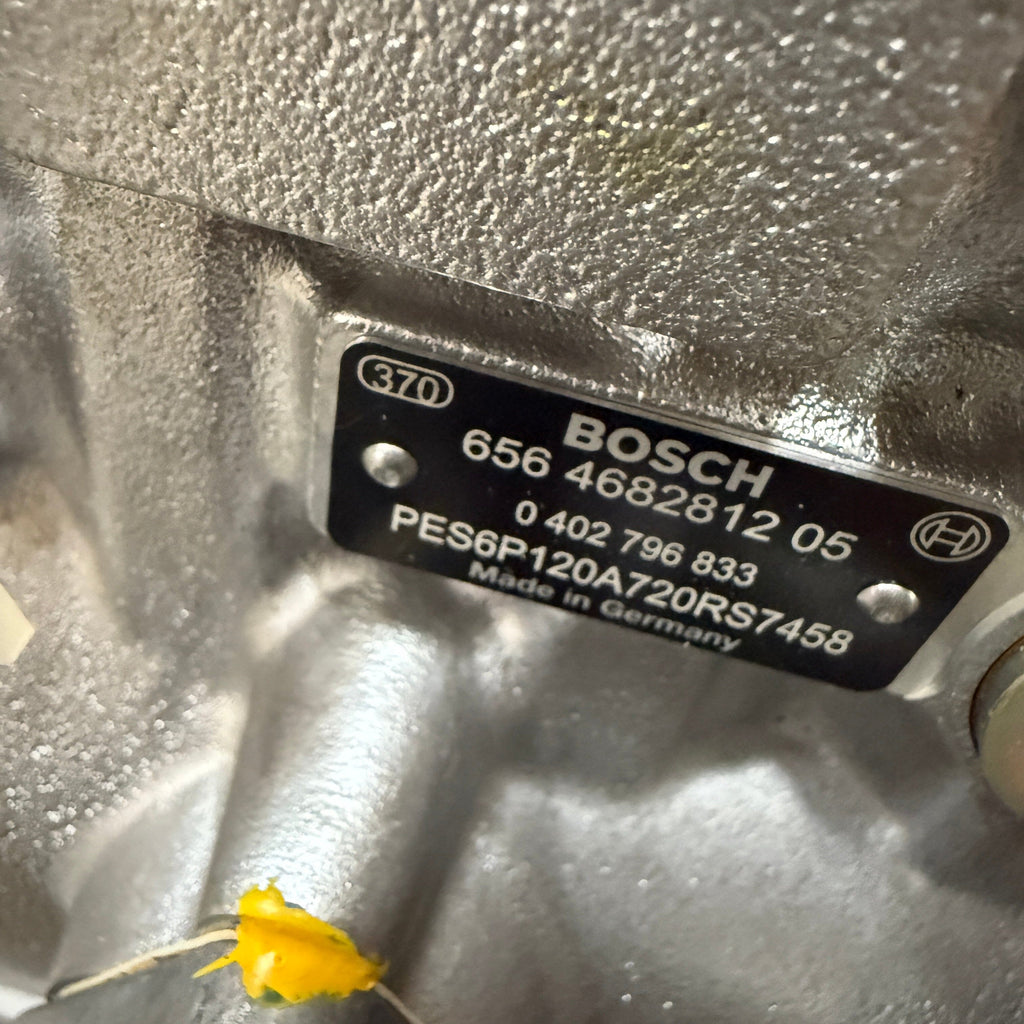 370
BOSCH
656 4682812 05
0 402 796 833
PES6P120A720RS7458
Made in Germany